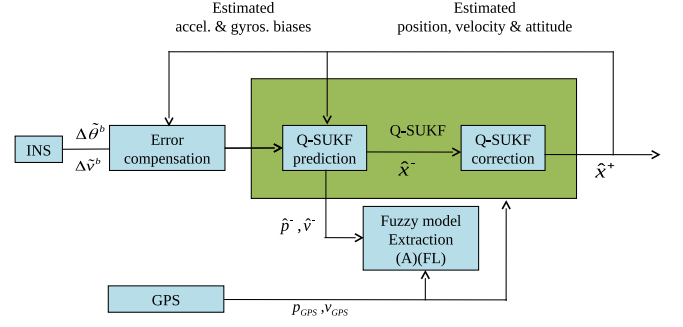 Estimated
accel. & gyros. biases
Estimated
position, velocity & attitude
INS
Δθ̃ᵇ
Δṽᵇ
Error
compensation
Q-SUKF
prediction
Q-SUKF
x̂⁻
Q-SUKF
correction
x̂⁺
p̂⁻,v̂⁻
Fuzzy model
Extraction
(A)(FL)
GPS
p_GPS,v_GPS